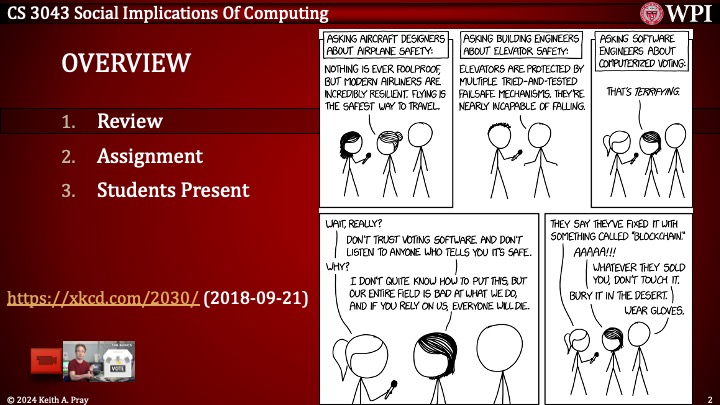 CS 3043 Social Implications Of Computing
WPI
OVERVIEW
1. Review
2. Assignment
3. Students Present
https://xkcd.com/2030/ (2018-09-21)
ASKING AIRCRAFT DESIGNERS
ABOUT AIRPLANE SAFETY:
NOTHING IS EVER FOOLPROOF,
BUT MODERN AIRLINERS ARE
INCREDIBLY RESILIENT. FLYING IS
THE SAFEST WAY TO TRAVEL.
ASKING BUILDING ENGINEERS
ABOUT ELEVATOR SAFETY:
ELEVATORS ARE PROTECTED BY
MULTIPLE TRIED-AND-TESTED
FAILSAFE MECHANISMS. THEY'RE
NEARLY INCAPABLE OF FALLING.
ASKING SOFTWARE
ENGINEERS ABOUT
COMPUTERIZED VOTING:
THAT'S TERRIFYING.
WAIT, REALLY?
DON'T TRUST VOTING SOFTWARE AND DON'T
LISTEN TO ANYONE WHO TELLS YOU IT'S SAFE.
WHY?
I DON'T QUITE KNOW HOW TO PUT THIS, BUT
OUR ENTIRE FIELD IS BAD AT WHAT WE DO,
AND IF YOU RELY ON US, EVERYONE WILL DIE.
THEY SAY THEY'VE FIXED IT WITH
SOMETHING CALLED "BLOCKCHAIN."
AAAAA!!!
WHATEVER THEY SOLD
YOU, DON'T TOUCH IT.
BURY IT IN THE DESERT.
WEAR GLOVES.
VOTE
© 2024 Keith A. Pray
2